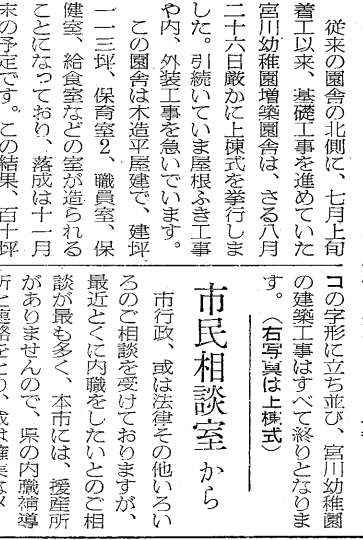 従来の園舎の北側に、七月上旬
着工以来、基礎工事を進めていた
宮川幼稚園増築園舎は、さる八月
二十六日厳かに上棟式を挙行しま
した。引続いていま屋根ふき工事
や内、外装工事を急いでいます。
この園舎は木造平屋建で、建坪
一一三坪、保育室2、職員室、保
健室、給食室などの室が造られる
ことになっており、落成は十一月
末の予定です。この結果、百十坪
コの字形に立ち並び、宮川幼稚園
の建築工事はすべて終りとなりま
す。(右写真は上棟式)
市民相談室から
市行政、或は法律その他いろい
ろのご相談を受けておりますが、
最近とくに内職をしたいとのご相
談が最も多く、本市には、授産所
がありませんので、県の内職補導
所と連絡をとり、或は確実なメ